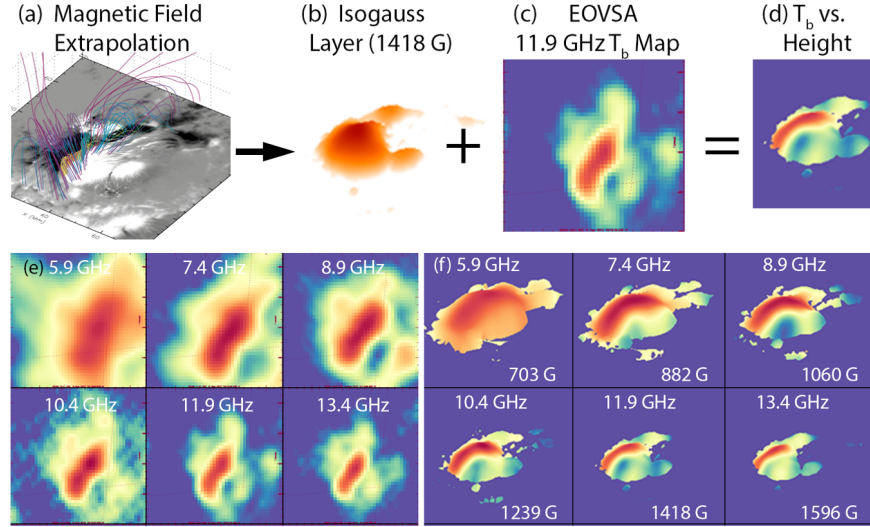 (a) Magnetic Field
Extrapolation
(b) Isogauss
Layer (1418 G)
(c) EOVSA
11.9 GHz Tb Map
(d) Tb vs.
Height
+
=
(e) 5.9 GHz
7.4 GHz
8.9 GHz
10.4 GHz
11.9 GHz
13.4 GHz
(f) 5.9 GHz
703 G
7.4 GHz
882 G
8.9 GHz
1060 G
10.4 GHz
1239 G
11.9 GHz
1418 G
13.4 GHz
1596 G